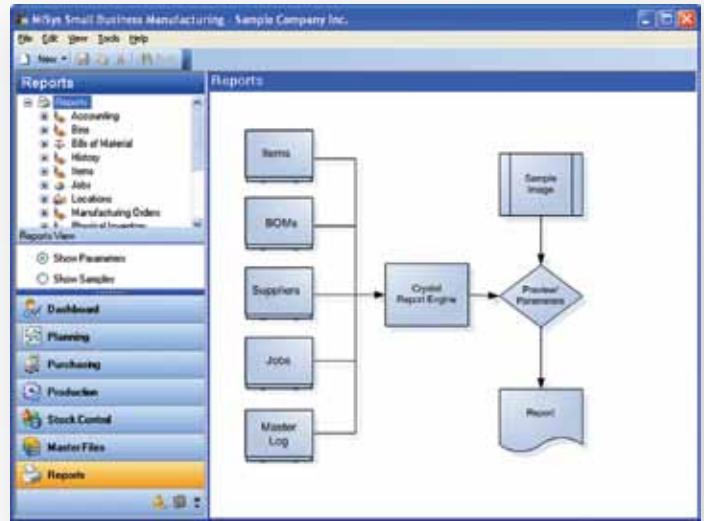 MISys Small Business Manufacturing - Sample Company Inc.
File Edit View Tools Help
New
Reports
Reports
Accounting
Bins
Bills of Material
History
Items
Jobs
Locations
Manufacturing Orders
Physical Inventory
Reports View
Show Parameters
Show Samples
Dashboard
Planning
Purchasing
Production
Stock Control
Master Files
Reports
Reports
Items
BOMs
Suppliers
Jobs
Master
Log
Crystal
Report Engine
Sample
Image
Preview/
Parameters
Report